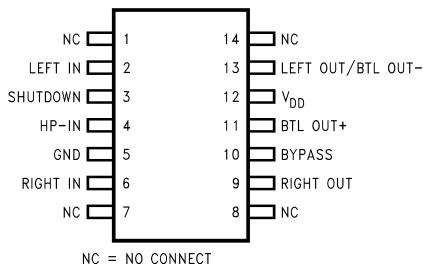 NC 1 14 NC
LEFT IN 2 13 LEFT OUT/BTL OUT-
SHUTDOWN 3 12 VDD
HP-IN 4 11 BTL OUT+
GND 5 10 BYPASS
RIGHT IN 6 9 RIGHT OUT
NC 7 8 NC
NC = NO CONNECT